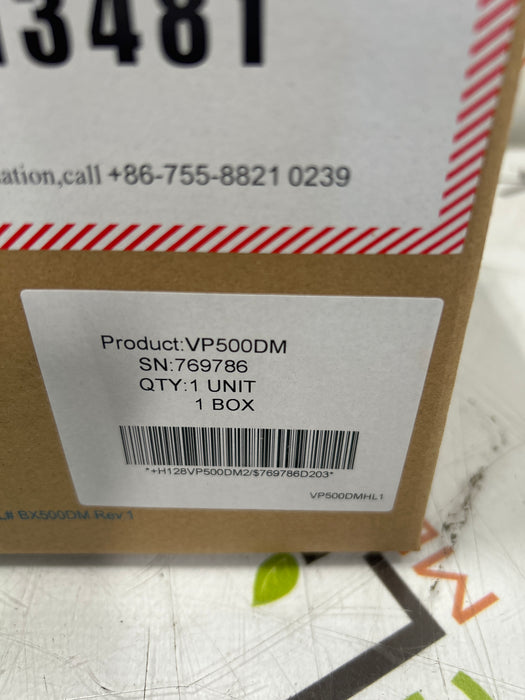 3481
ation,call +86-755-8821 0239
Product:VP500DM
SN:769786
QTY:1 UNIT
1 BOX
*+H128VP500DM2/$769786D203*
VP500DMHL1
# BX500DM Rev.1